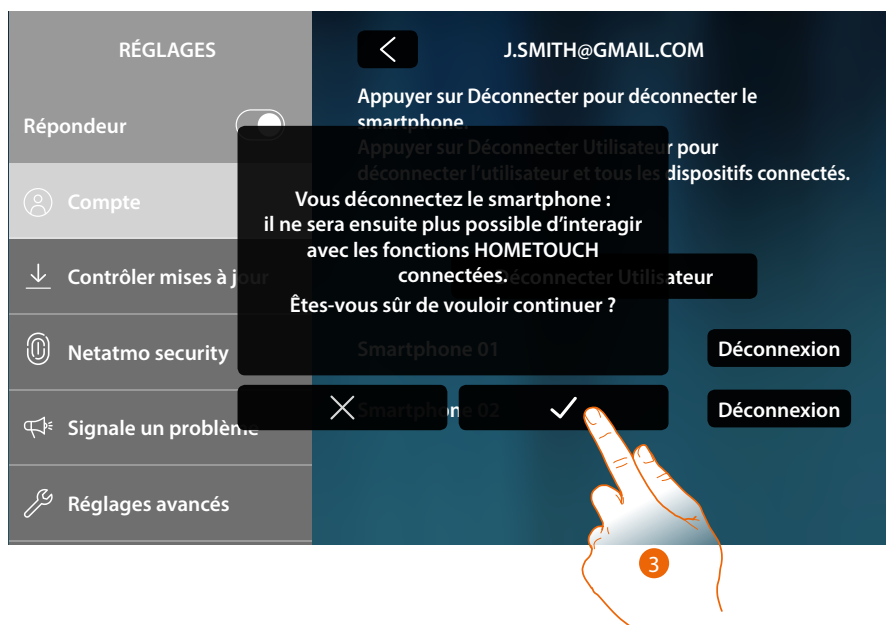 RÉGLAGES
Répondeur
Compte
Contrôler mises à jour
Netatmo security
Signale un problème
Réglages avancés
J.SMITH@GMAIL.COM
Appuyer sur Déconnecter pour déconnecter le
smartphone.
Appuyer sur Déconnecter Utilisateur pour
déconnecter l'utilisateur et tous les dispositifs connectés.
Vous déconnectez le smartphone :
il ne sera ensuite plus possible d'interagir
avec les fonctions HOMETOUCH
connectées.
Êtes-vous sûr de vouloir continuer ?
Déconnecter Utilisateur
Smartphone 01
Déconnexion
Smartphone 02
Déconnexion
3